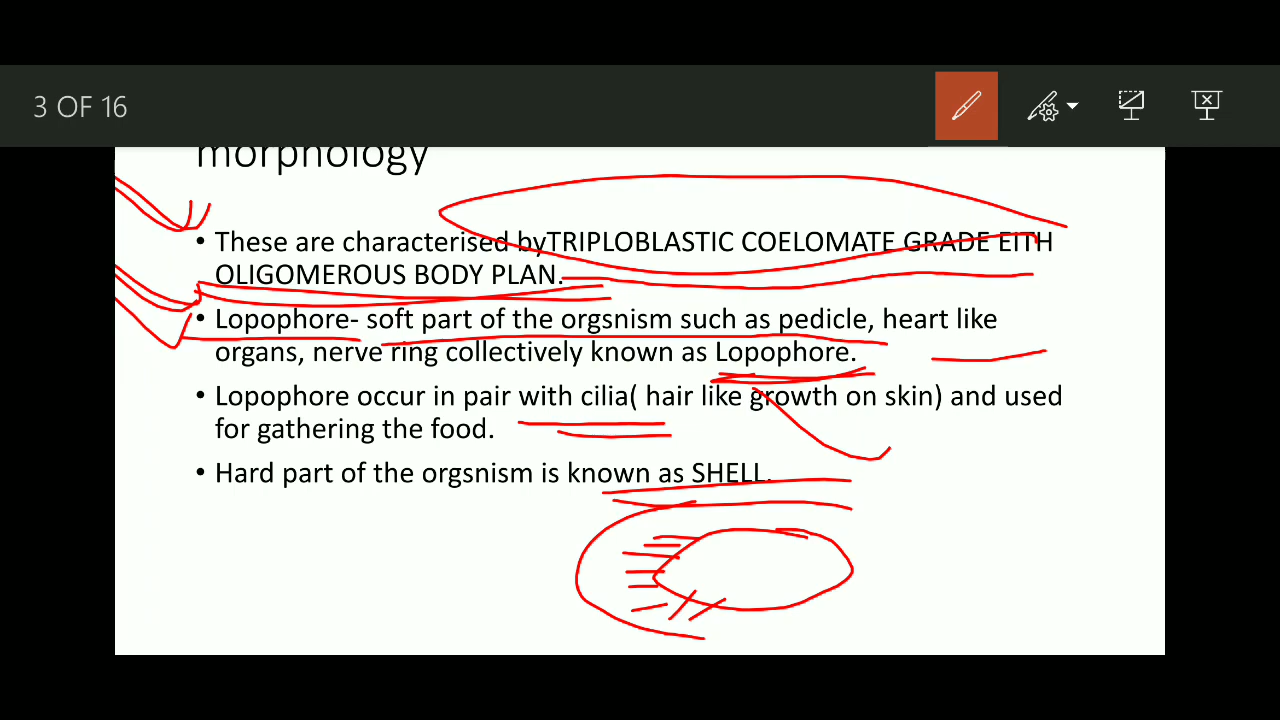 3 OF 16
morphology
• These are characterised byTRIPLOBLASTIC COELOMATE GRADE EITH
OLIGOMEROUS BODY PLAN.
• Lopophore- soft part of the orgsnism such as pedicle, heart like
organs, nerve ring collectively known as Lopophore.
• Lopophore occur in pair with cilia( hair like growth on skin) and used
for gathering the food.
• Hard part of the orgsnism is known as SHELL.